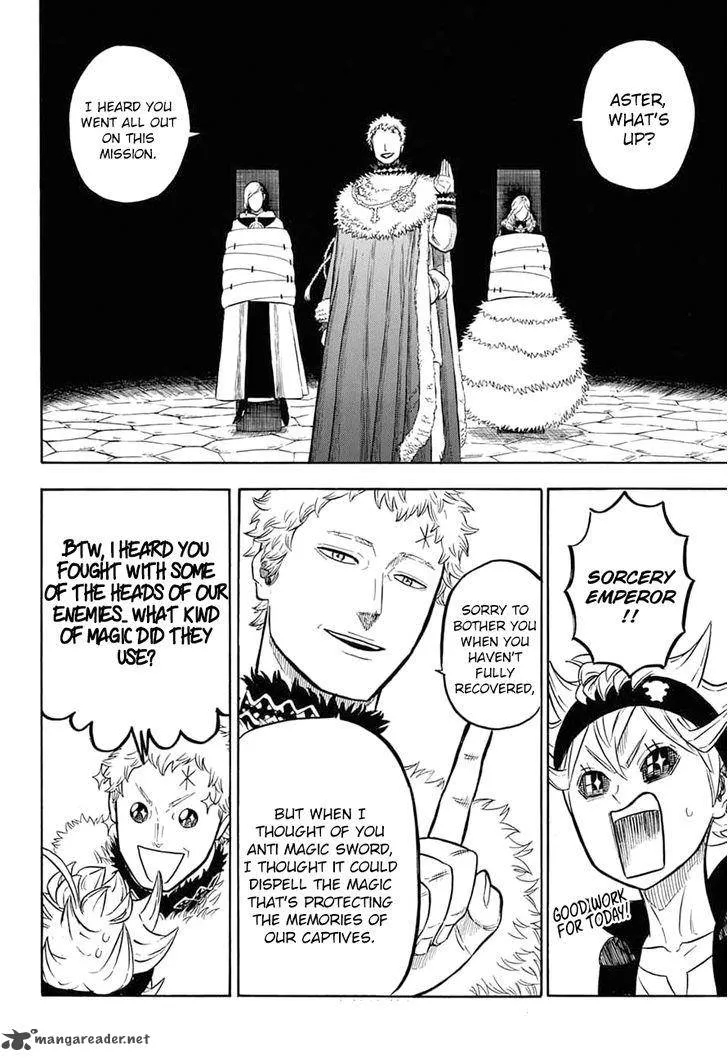 ASTER,
WHAT'S
UP?
I HEARD YOU
WENT ALL OUT
ON THIS
MISSION.
SORCERY
EMPEROR
!!
GOOD WORK
FOR TODAY!
SORRY TO
BOTHER YOU
WHEN YOU
HAVEN'T
FULLY
RECOVERED,
BUT WHEN I
THOUGHT OF YOU
ANTI MAGIC SWORD,
I THOUGHT IT COULD
DISPELL THE MAGIC
THAT'S PROTECTING
THE MEMORIES OF
OUR CAPTIVES.
BTW, I HEARD YOU
FOUGHT WITH SOME
OF THE HEADS OF OUR
ENEMIES.. WHAT KIND
OF MAGIC DID THEY
USE?
mangareader.net